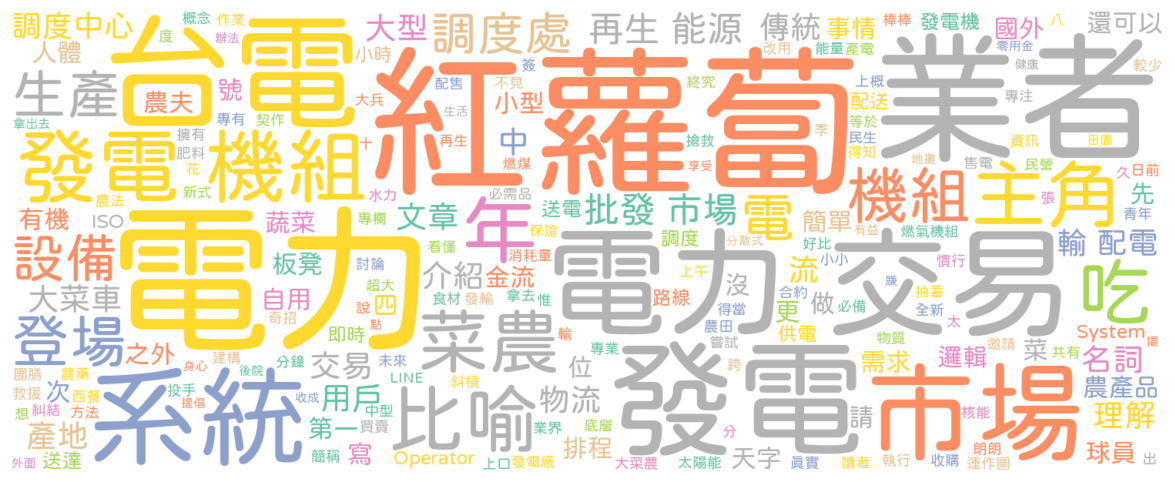 調度中心
概念
作業
度
辦法
台電
大型
調度處
再生 能源
傳統
事情
棒棒
發電機
國外
八
零用金
還可以
人體
小時
改用
能量
產電
健康
較少
生產
農夫
號
簽
配售
不見
終究
上概
業者
專注
拿出去
擁有
專有
契作
大兵
小型
紅蘿蔔
配送
等於
資訊
田園
肥料
十
再生
生活
搶救
季
民生
得知
地攤
售電
民營
發電機組
中
燃煤
享受
機組
主角
久
日前
張
先
青年
新式
花
農法
水力
必需品
有機
ISO
蔬菜
專欄
文章
年
送電
批發 市場
電
簡單
保證
調度
分散式
有益
好比
燃氣機組
輸 配電
設備
電力
板凳
討論
看懂
消耗量
介紹
金流
電力 交易
小小
上午
沒
流
慣行
吃
大菜車
自用
超大
四
說
點
奇招
食材
發輸
拿去
惟
路線
得當
農田
做
更
合約
必備
賺
抽蓄
全新
太
登場
之外
建構
即時
菜農
輸
嘗試
供電
物質
邀請
System
擺
共有
菜
名詞
身心
後院
分鐘
交易
未來
專業
位
跨
需求
邏輯
團膳
農藥
救援
次
西餐
系統
投手
提倡
收成
用戶
LINE
中型
斜槓
比喻
物流
發電
市場
農產品
想
糾結
方法
第一
買賣
業界
底層
請
核能
理解
產地
寫
排程
分
朗朗
球員
外面
送達
簡稱
Operator
上口
發電廠
大菜農
太陽能
天字
真實
讀者
執行
收購
運作圖
出